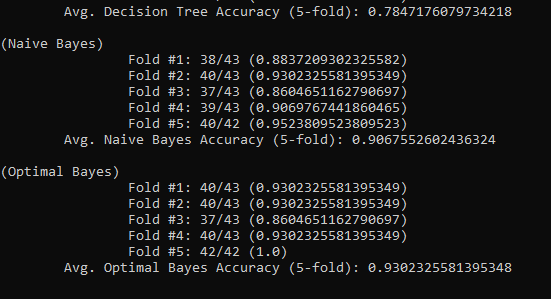 Avg. Decision Tree Accuracy (5-fold): 0.7847176079734218
(Naive Bayes)
Fold #1: 38/43 (0.8837209302325582)
Fold #2: 40/43 (0.9302325581395349)
Fold #3: 37/43 (0.8604651162790697)
Fold #4: 39/43 (0.9069767441860465)
Fold #5: 40/42 (0.9523809523809523)
Avg. Naive Bayes Accuracy (5-fold): 0.9067552602436324
(Optimal Bayes)
Fold #1: 40/43 (0.9302325581395349)
Fold #2: 40/43 (0.9302325581395349)
Fold #3: 37/43 (0.8604651162790697)
Fold #4: 40/43 (0.9302325581395349)
Fold #5: 42/42 (1.0)
Avg. Optimal Bayes Accuracy (5-fold): 0.9302325581395348